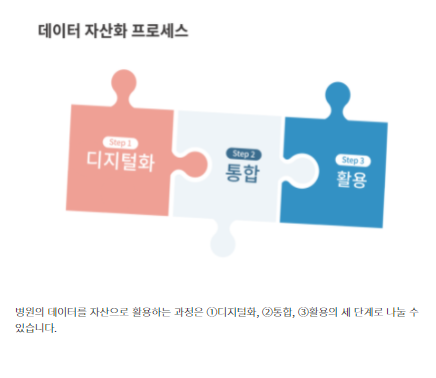 데이터 자산화 프로세스
Step 1
디지털화
Step 2
통합
Step 3
활용
병원의 데이터를 자산으로 활용하는 과정은 ①디지털화, ②통합, ③활용의 세 단계로 나눌 수
있습니다.